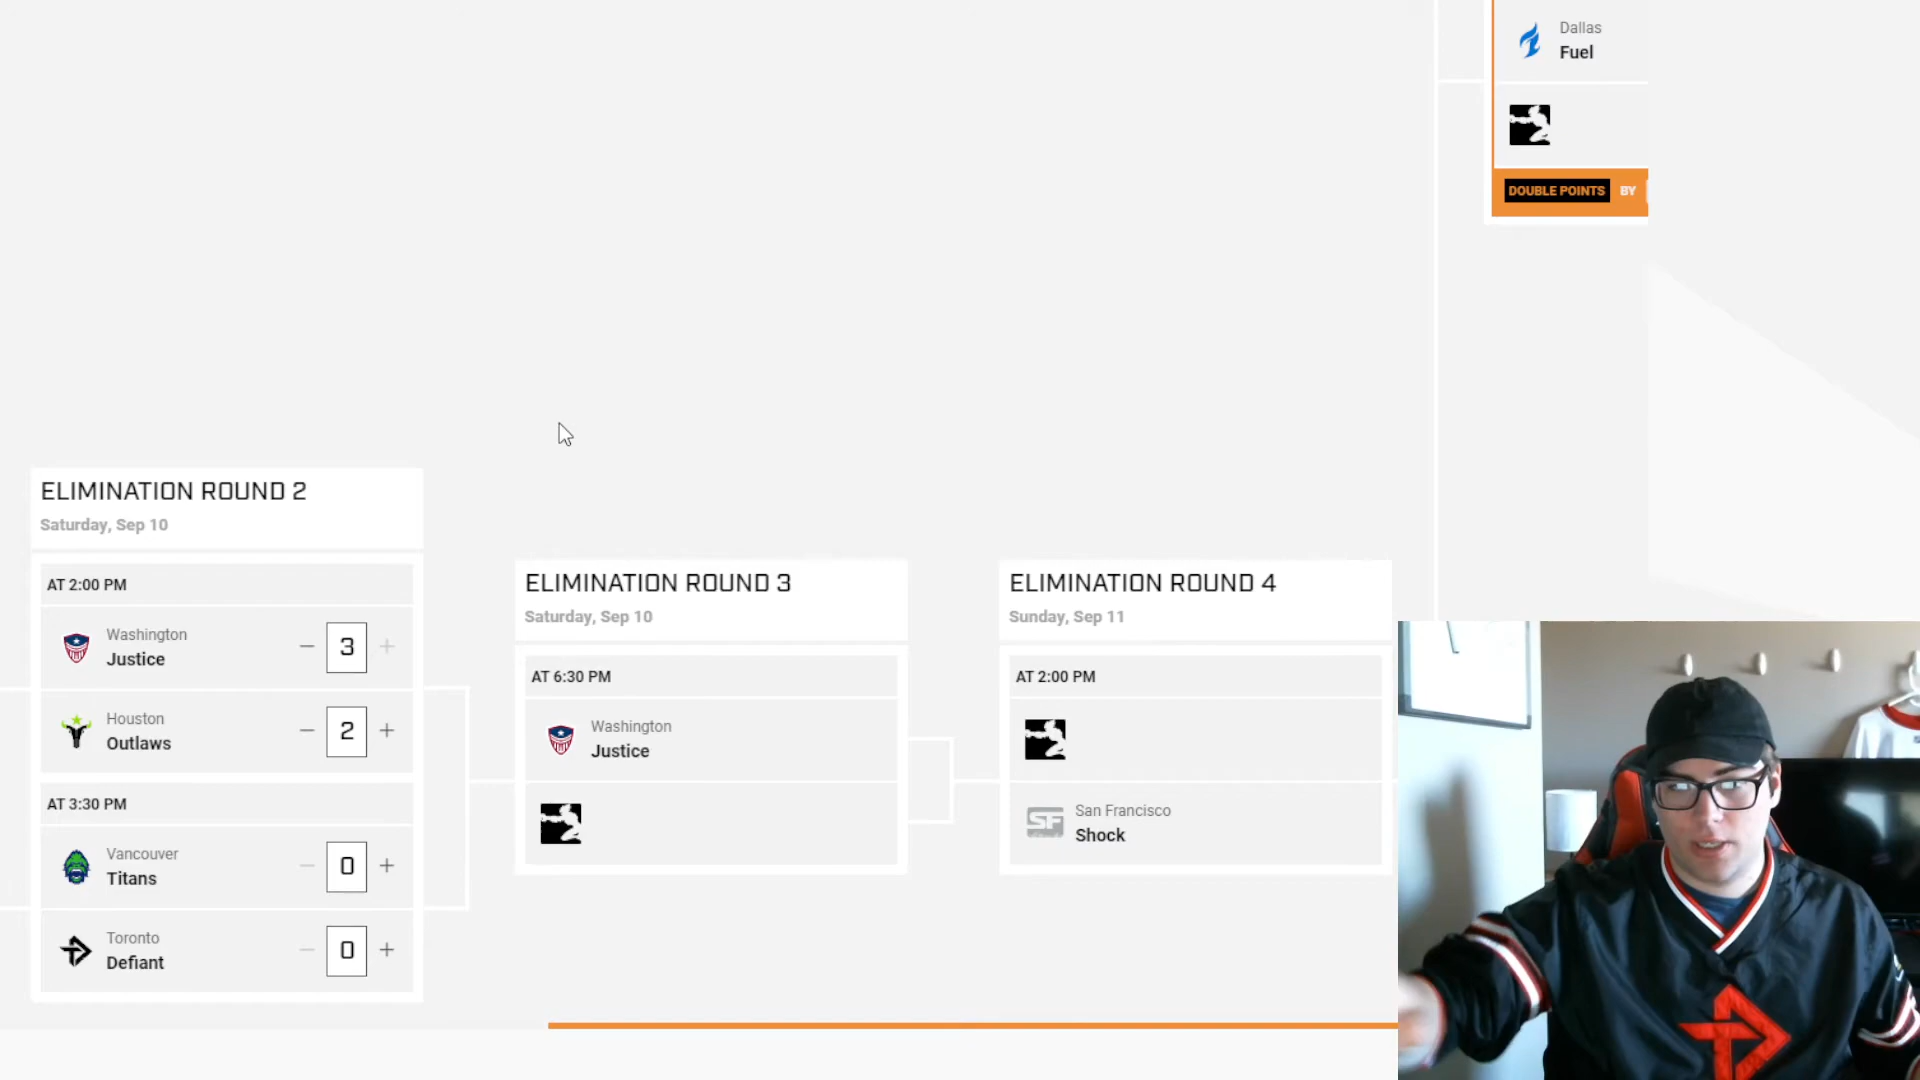 Dallas
Fuel
DOUBLE POINTS BY
ELIMINATION ROUND 2
Saturday, Sep 10
AT 2:00 PM
Washington
Justice
− 3 +
Houston
Outlaws
− 2 +
AT 3:30 PM
Vancouver
Titans
− 0 +
Toronto
Defiant
− 0 +
ELIMINATION ROUND 3
Saturday, Sep 10
AT 6:30 PM
Washington
Justice
ELIMINATION ROUND 4
Sunday, Sep 11
AT 2:00 PM
SF
San Francisco
Shock